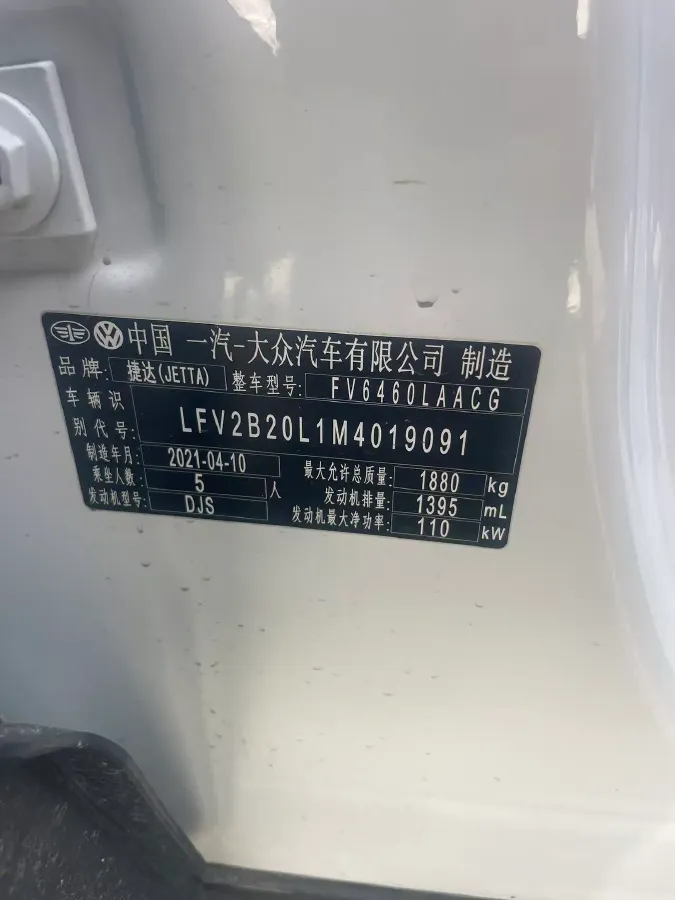 中国 一汽-大众汽车有限公司 制造
品牌: 捷达(JETTA) 整车型号: FV6460LAACG
车辆识别代号: LFV2B20L1M4019091
制造年月: 2021-04-10 最大允许总质量: 1880 kg
乘坐人数: 5 人 发动机排量: 1395 mL
发动机型号: DJS 发动机最大净功率: 110 kW